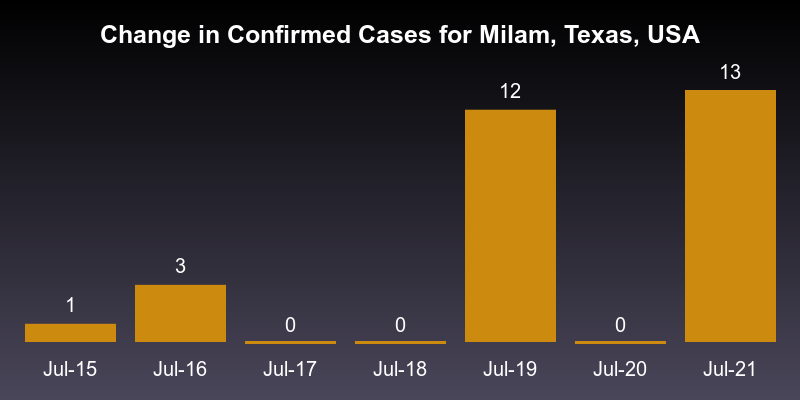 Change in Confirmed Cases for Milam, Texas, USA
1
3
0
0
12
0
13
Jul-15
Jul-16
Jul-17
Jul-18
Jul-19
Jul-20
Jul-21